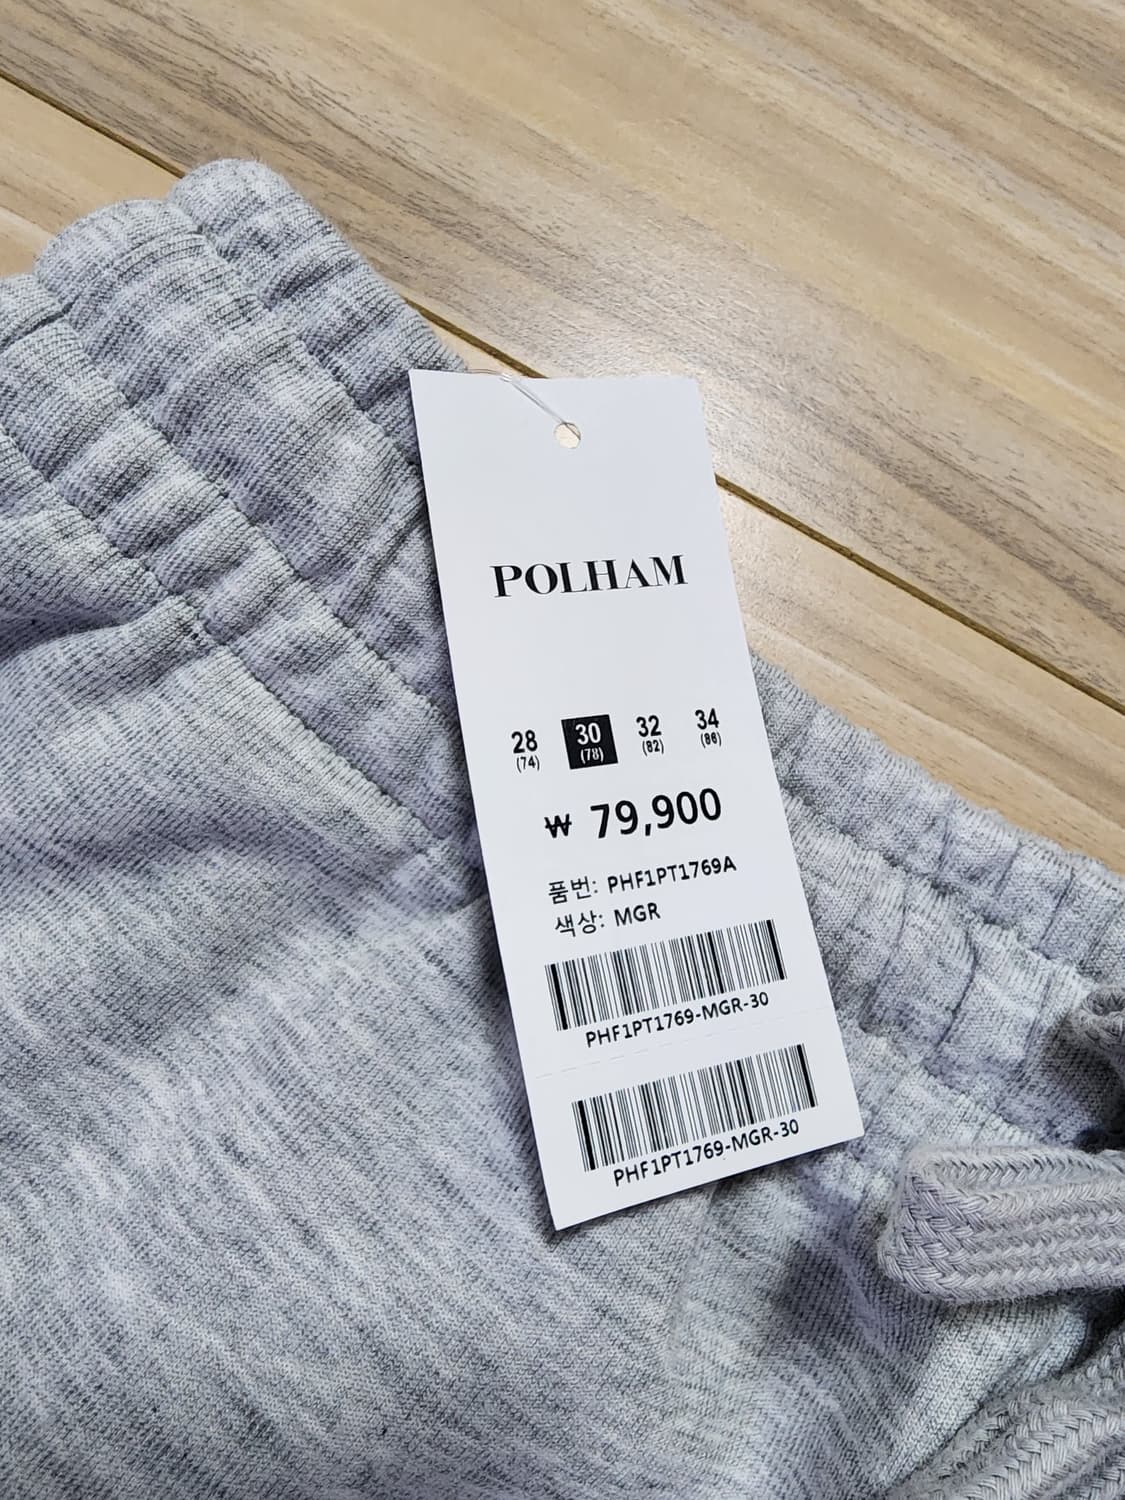 POLHAM
28 30 32 34
(74) (78) (82) (86)
₩ 79,900
품번: PHF1PT1769A
색상: MGR
PHF1PT1769-MGR-30
PHF1PT1769-MGR-30